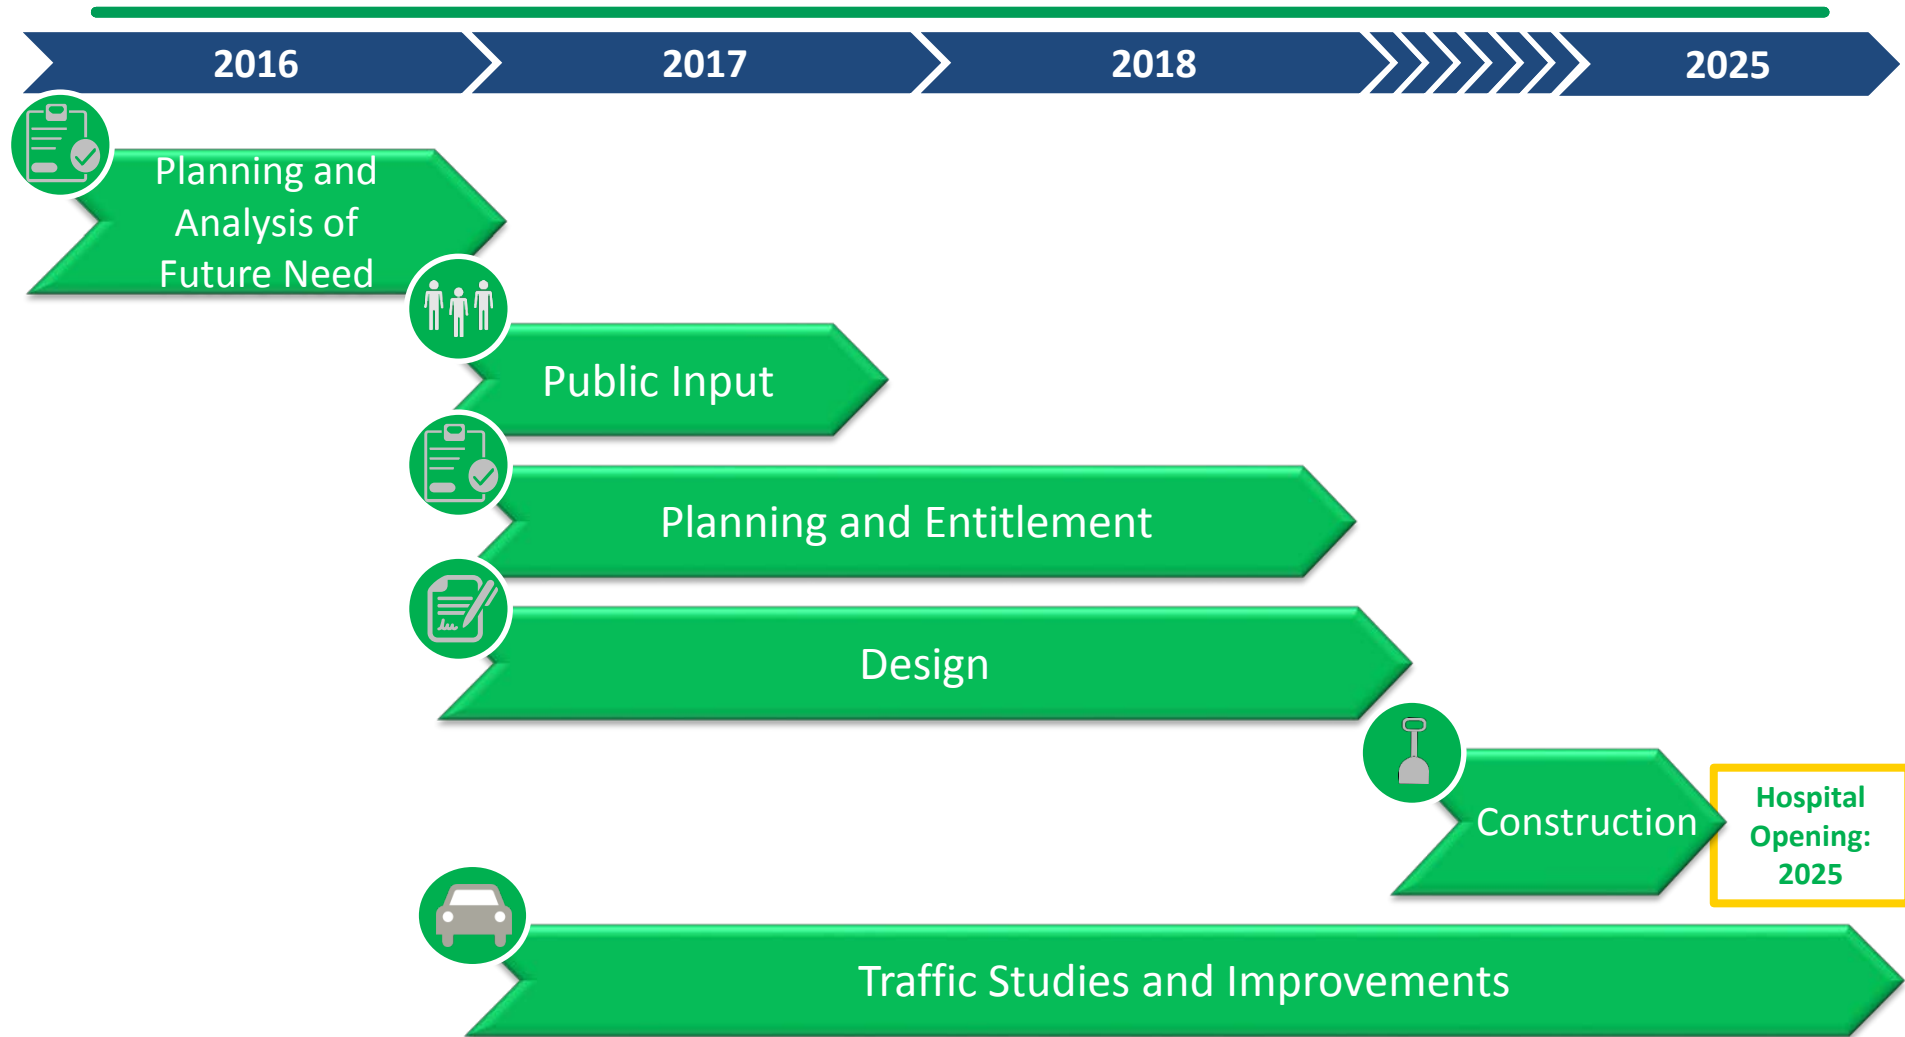 2016
2017
2018
2025
Planning and
Analysis of
Future Need
Public Input
Planning and Entitlement
Design
Construction
Hospital
Opening:
2025
Traffic Studies and Improvements